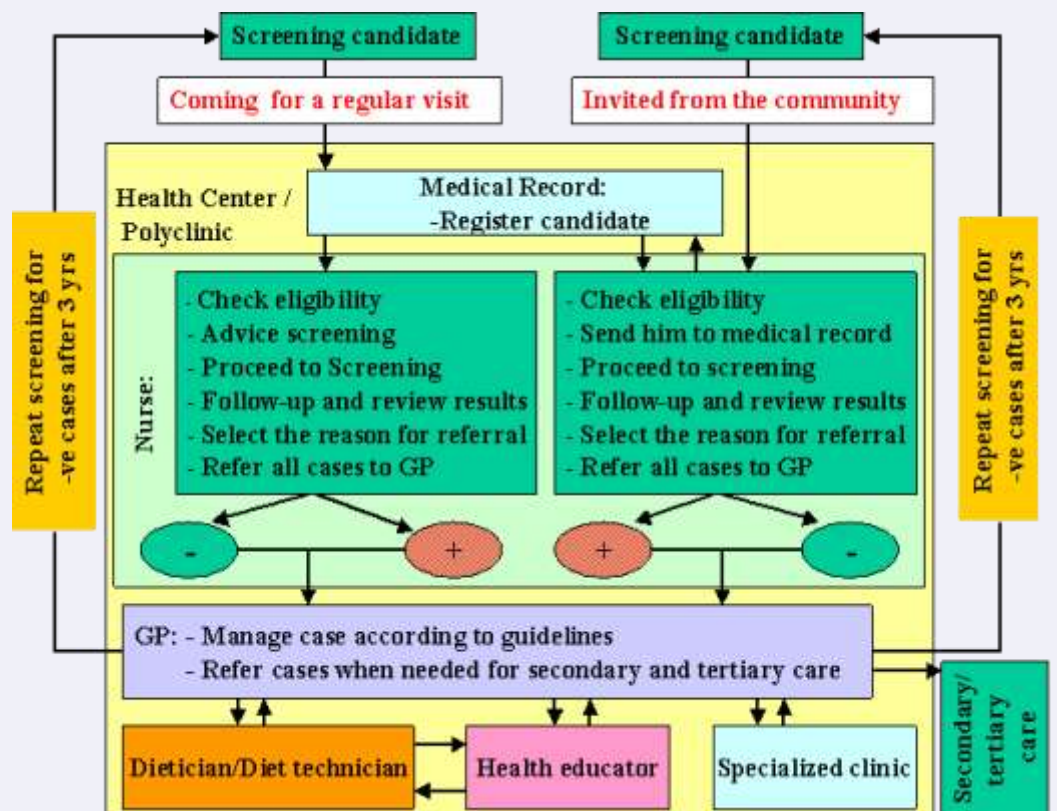 Screening candidate
Screening candidate
Coming for a regular visit
Invited from the community
Health Center /
Polyclinic
Medical Record:
-Register candidate
Repeat screening for
-ve cases after 3 yrs
Nurse:
- Check eligibility
- Advice screening
- Proceed to Screening
- Follow-up and review results
- Select the reason for referral
- Refer all cases to GP
- Check eligibility
- Send him to medical record
- Proceed to screening
- Follow-up and review results
- Select the reason for referral
- Refer all cases to GP
Repeat screening for
-ve cases after 3 yrs
-
+
+
-
GP: - Manage case according to guidelines
- Refer cases when needed for secondary and tertiary care
Dietician/Diet technician
Health educator
Specialized clinic
Secondary/
tertiary
care